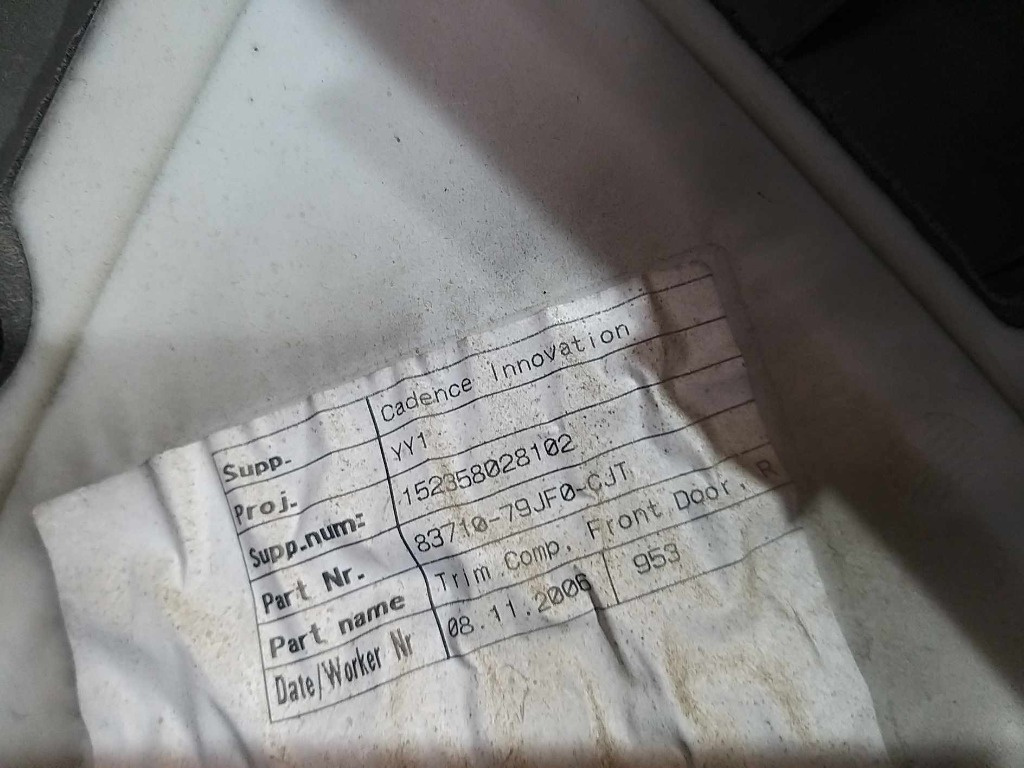 Supp. Cadence Innovation
Proj. YY1
Supp.num: 152358028102
Part Nr. 83710-79JF0-CJT
Part name Trim Comp. Front Door. R
Date/Worker Nr 08.11.2006 953